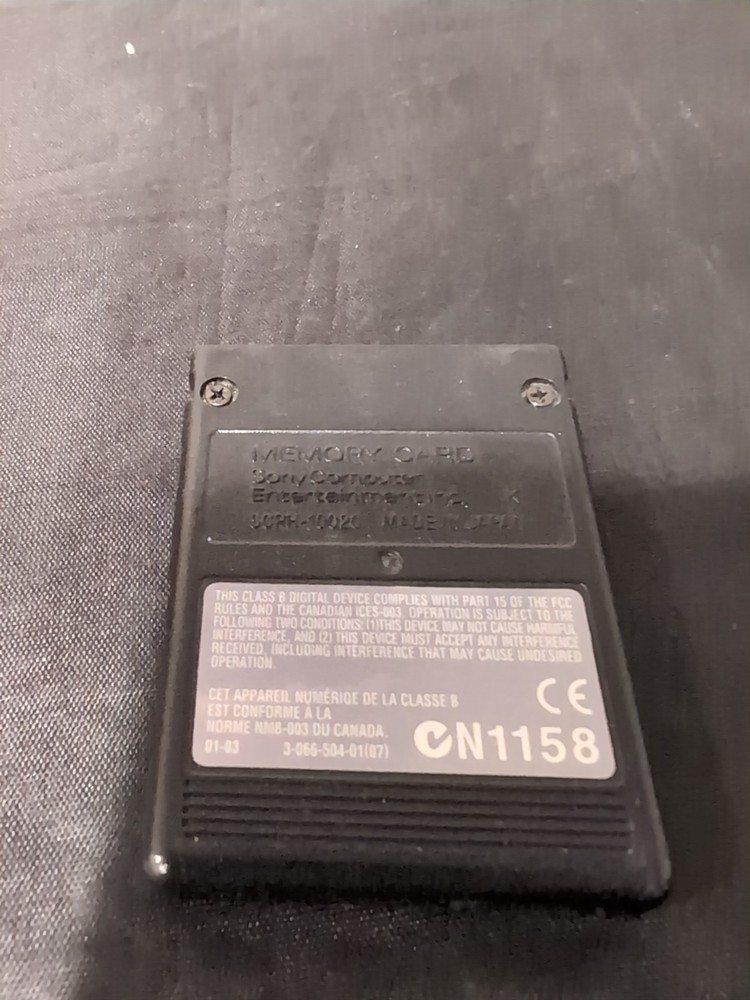 MEMORY CARD
Sony Computer
Entertainment Inc. K
SCPH-10020 MADE IN JAPAN
THIS CLASS B DIGITAL DEVICE COMPLIES WITH PART 15 OF THE FCC
RULES AND THE CANADIAN ICES-003. OPERATION IS SUBJECT TO THE
FOLLOWING TWO CONDITIONS: (1)THIS DEVICE MAY NOT CAUSE HARMFUL
INTERFERENCE, AND (2) THIS DEVICE MUST ACCEPT ANY INTERFERENCE
RECEIVED, INCLUDING INTERFERENCE THAT MAY CAUSE UNDESIRED
OPERATION.
CET APPAREIL NUMÉRIQE DE LA CLASSE B
EST CONFORME À LA
NORME NMB-003 DU CANADA.
CE
01-03 3-066-504-01(07)
N1158